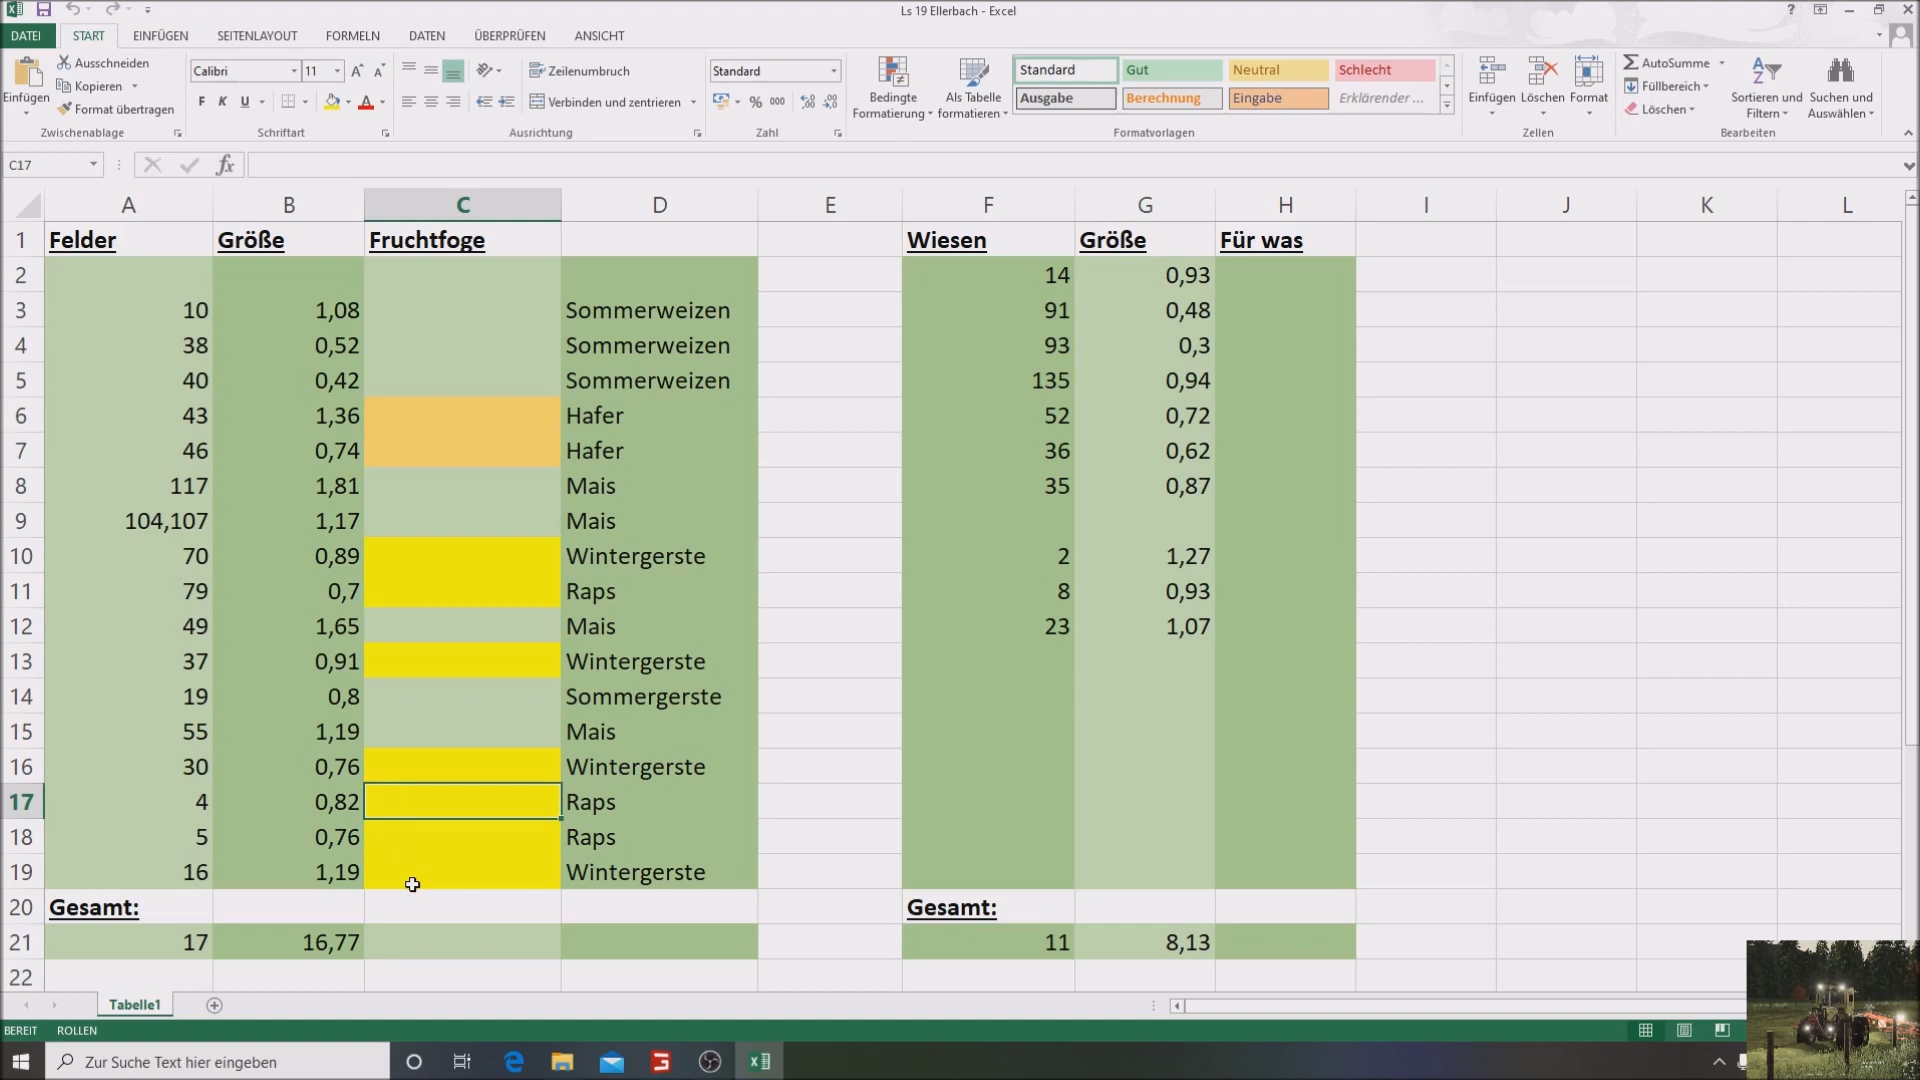 Ls 19 Ellerbach - Excel
?
DATEI START EINFÜGEN SEITENLAYOUT FORMELN DATEN ÜBERPRÜFEN ANSICHT
Einfügen
Ausschneiden
Kopieren
Format übertragen
Zwischenablage
Calibri 11
F K U
Schriftart
Zeilenumbruch
Verbinden und zentrieren
Ausrichtung
Standard
% 000
Zahl
Bedingte Formatierung
Als Tabelle formatieren
Standard Gut Neutral Schlecht
Ausgabe Berechnung Eingabe Erklärender ...
Formatvorlagen
Einfügen Löschen Format
Zellen
AutoSumme
Füllbereich
Löschen
Sortieren und Filtern
Suchen und Auswählen
Bearbeiten
C17 fx
A B C D E F G H I J K L
1 Felder Größe Fruchtfoge Wiesen Größe Für was
2 14 0,93
3 10 1,08 Sommerweizen 91 0,48
4 38 0,52 Sommerweizen 93 0,3
5 40 0,42 Sommerweizen 135 0,94
6 43 1,36 Hafer 52 0,72
7 46 0,74 Hafer 36 0,62
8 117 1,81 Mais 35 0,87
9 104,107 1,17 Mais
10 70 0,89 Wintergerste 2 1,27
11 79 0,7 Raps 8 0,93
12 49 1,65 Mais 23 1,07
13 37 0,91 Wintergerste
14 19 0,8 Sommergerste
15 55 1,19 Mais
16 30 0,76 Wintergerste
17 4 0,82 Raps
18 5 0,76 Raps
19 16 1,19 Wintergerste
20 Gesamt: Gesamt:
21 17 16,77 11 8,13
22
Tabelle1
BEREIT ROLLEN
Zur Suche Text hier eingeben